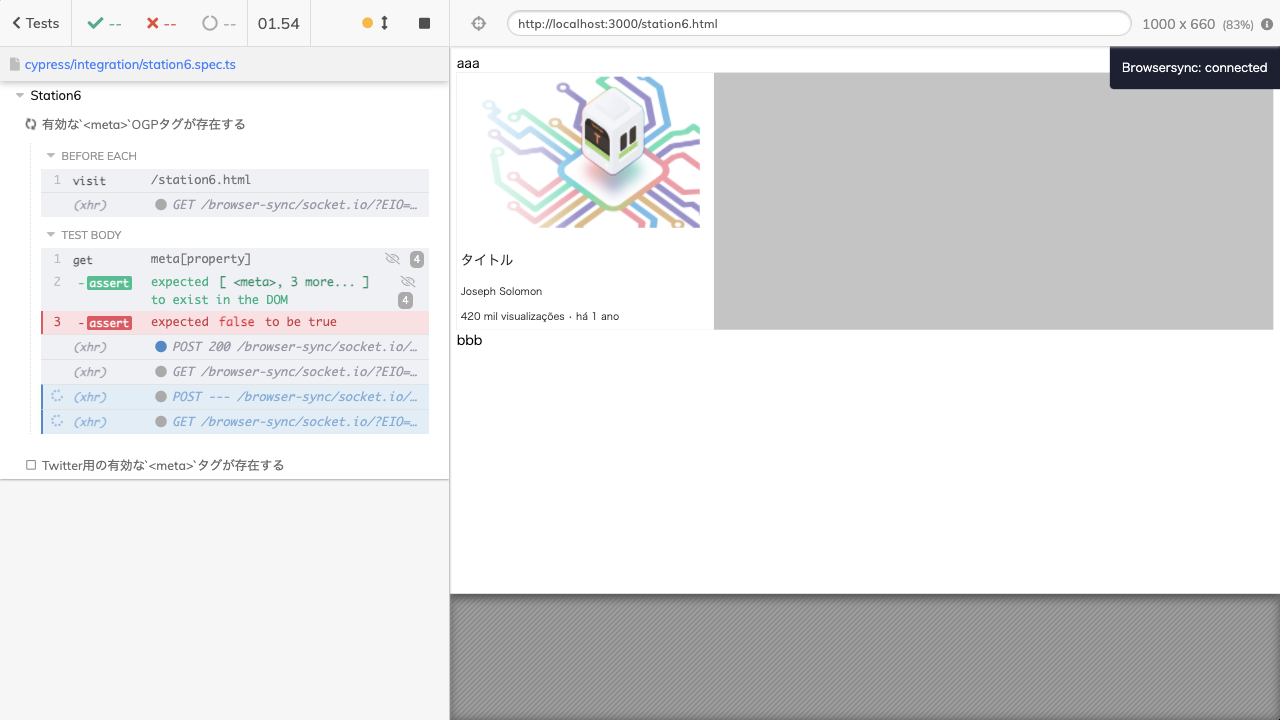 Tests
--
--
--
01.54
http://localhost:3000/station6.html
1000 x 660 (83%)
cypress/integration/station6.spec.ts
Station6
有効な`<meta>`OGPタグが存在する
BEFORE EACH
1 visit /station6.html
(xhr) GET /browser-sync/socket.io/?EIO=…
TEST BODY
1 get meta[property] 4
2 -assert expected [ <meta>, 3 more... ]
to exist in the DOM 4
3 -assert expected false to be true
(xhr) POST 200 /browser-sync/socket.io/…
(xhr) GET /browser-sync/socket.io/?EIO=…
(xhr) POST --- /browser-sync/socket.io/…
(xhr) GET /browser-sync/socket.io/?EIO=…
Twitter用の有効な`<meta>`タグが存在する
aaa
Browsersync: connected
T
タイトル
Joseph Solomon
420 mil visualizações・há 1 ano
bbb